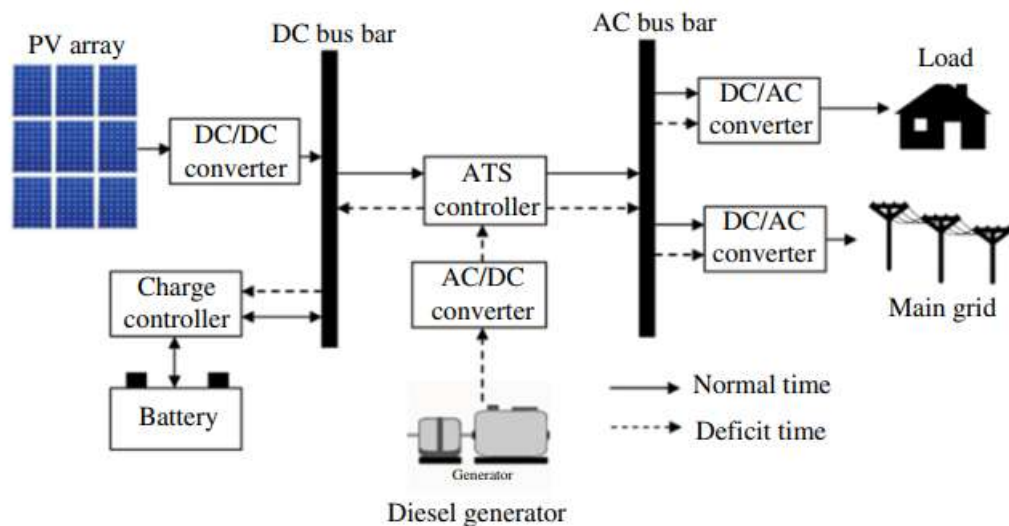 PV array
DC/DC
converter
Charge
controller
Battery
DC bus bar
ATS
controller
AC/DC
converter
Generator
Diesel generator
AC bus bar
DC/AC
converter
Load
DC/AC
converter
Main grid
Normal time
Deficit time